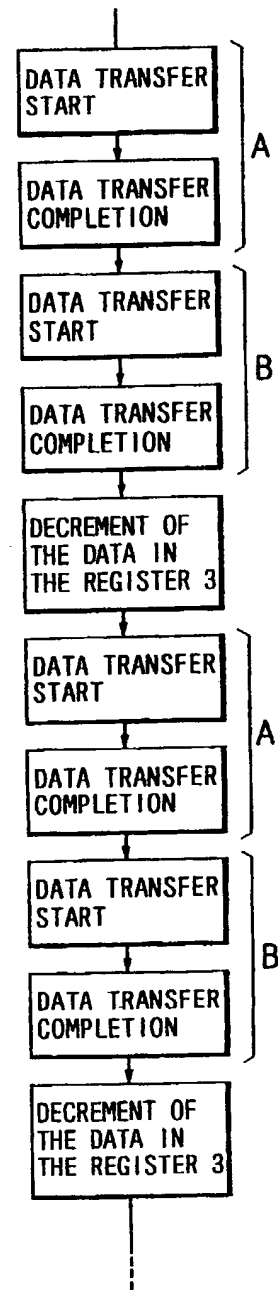 DATA TRANSFER
START
A
DATA TRANSFER
COMPLETION
DATA TRANSFER
START
B
DATA TRANSFER
COMPLETION
DECREMENT OF
THE DATA IN
THE REGISTER 3
DATA TRANSFER
START
A
DATA TRANSFER
COMPLETION
DATA TRANSFER
START
B
DATA TRANSFER
COMPLETION
DECREMENT OF
THE DATA IN
THE REGISTER 3